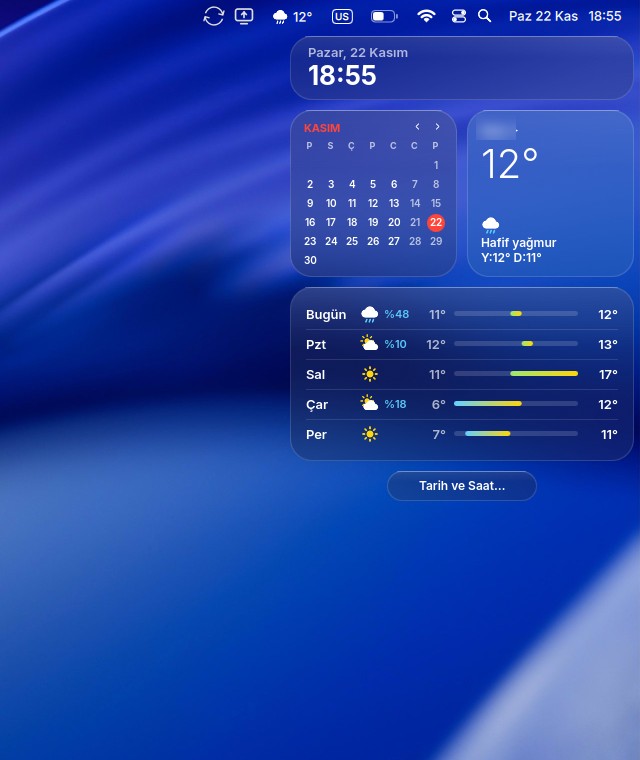 12° US Paz 22 Kas 18:55
Pazar, 22 Kasım
18:55
KASIM
P S Ç P C C P
1
2 3 4 5 6 7 8
9 10 11 12 13 14 15
16 17 18 19 20 21 22
23 24 25 26 27 28 29
30
12°
Hafif yağmur
Y:12° D:11°
Bugün %48 11° 12°
Pzt %10 12° 13°
Sal 11° 17°
Çar %18 6° 12°
Per 7° 11°
Tarih ve Saat...